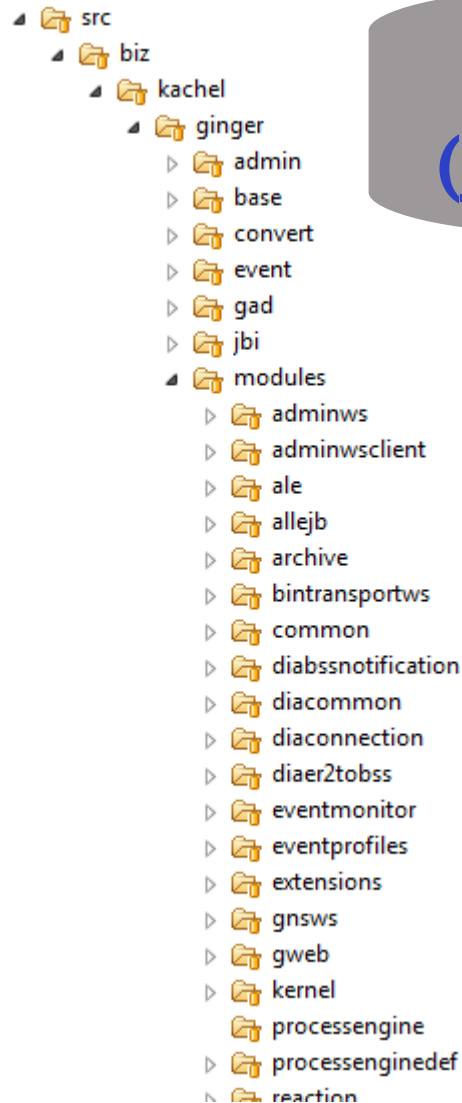 src
biz
kachel
ginger
admin
base
convert
event
gad
jbi
modules
adminws
adminwsclient
ale
allejb
archive
bintransportws
common
diabssnotification
diacommon
diaconnection
diaer2tobss
eventmonitor
eventprofiles
extensions
gnsws
gweb
kernel
processengine
processenginedef
reaction